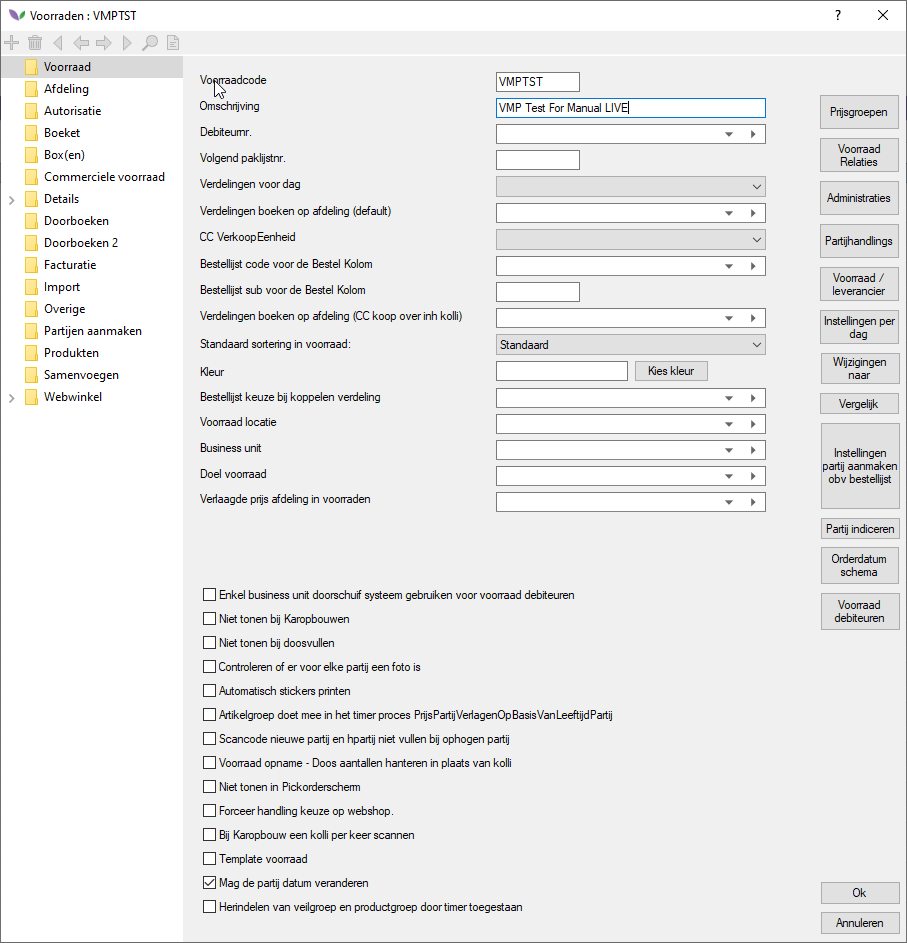 Voorraden : VMPTST
?
Voorraad
Afdeling
Autorisatie
Boeket
Box(en)
Commerciele voorraad
Details
Doorboeken
Doorboeken 2
Facturatie
Import
Overige
Partijen aanmaken
Produkten
Samenvoegen
Webwinkel
Voorraadcode
VMPTST
Omschrijving
VMP Test For Manual LIVE
Debiteurnr.
Volgend paklijstnr.
Verdelingen voor dag
Verdelingen boeken op afdeling (default)
CC VerkoopEenheid
Bestellijst code voor de Bestel Kolom
Bestellijst sub voor de Bestel Kolom
Verdelingen boeken op afdeling (CC koop over inh kolli)
Standaard sortering in voorraad:
Standaard
Kleur
Kies kleur
Bestellijst keuze bij koppelen verdeling
Voorraad locatie
Business unit
Doel voorraad
Verlaagde prijs afdeling in voorraden
Enkel business unit doorschuif systeem gebruiken voor voorraad debiteuren
Niet tonen bij Karopbouwen
Niet tonen bij doosvullen
Controleren of er voor elke partij een foto is
Automatisch stickers printen
Artikelgroep doet mee in het timer proces PrijsPartijVerlagenOpBasisVanLeeftijdPartij
Scancode nieuwe partij en hpartij niet vullen bij ophogen partij
Voorraad opname - Doos aantallen hanteren in plaats van kolli
Niet tonen in Pickorderscherm
Forceer handling keuze op webshop.
Bij Karopbouw een kolli per keer scannen
Template voorraad
Mag de partij datum veranderen
Herindelen van veilgroep en productgroep door timer toegestaan
Prijsgroepen
Voorraad
Relaties
Administraties
Partijhandlings
Voorraad /
leverancier
Instellingen per
dag
Wijzigingen
naar
Vergelijk
Instellingen
partij aanmaken
obv bestellijst
Partij indiceren
Orderdatum
schema
Voorraad
debiteuren
Ok
Annuleren